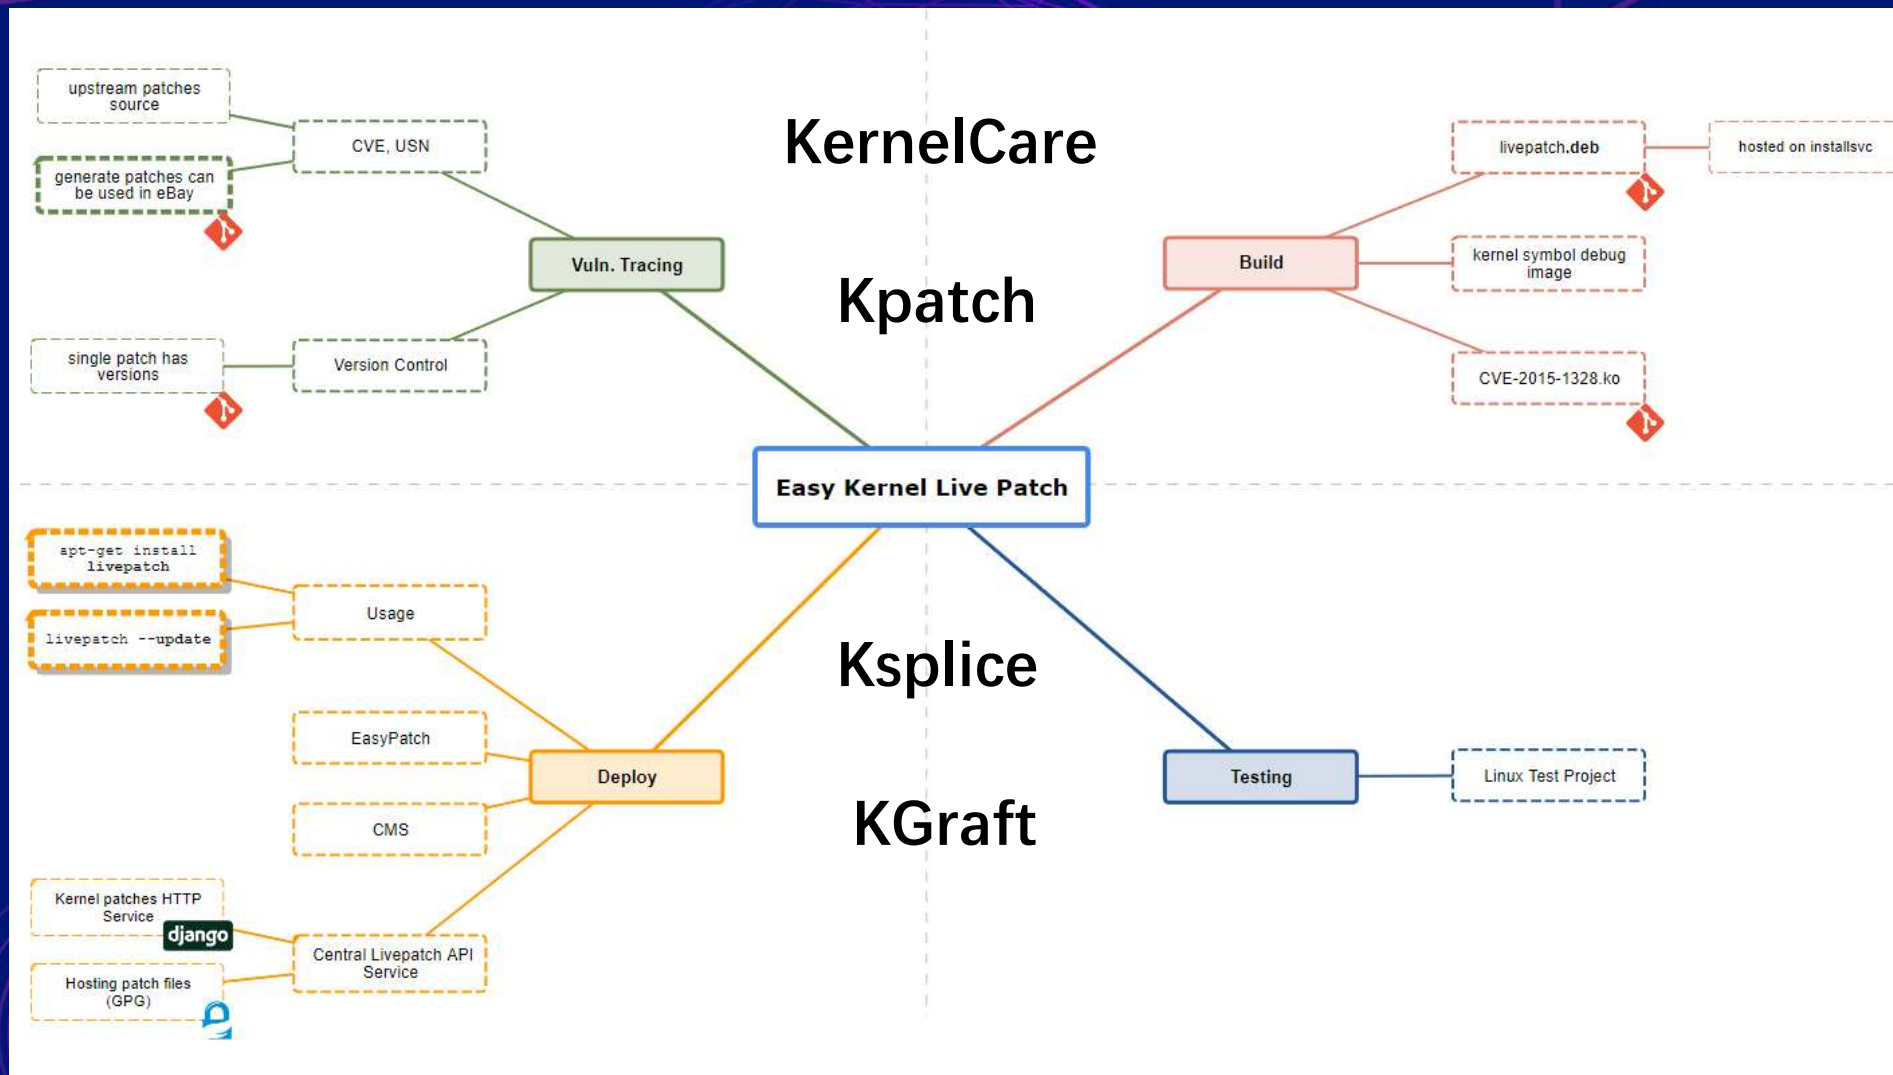 upstream patches
source
CVE, USN
generate patches can
be used in eBay
Vuln. Tracing
single patch has
versions
Version Control
KernelCare
Kpatch
livepatch.deb
hosted on installsvc
Build
kernel symbol debug
image
CVE-2015-1328.ko
Easy Kernel Live Patch
apt-get install
livepatch
Usage
livepatch --update
EasyPatch
Deploy
CMS
Kernel patches HTTP
Service
django
Central Livepatch API
Service
Hosting patch files
(GPG)
Ksplice
KGraft
Testing
Linux Test Project